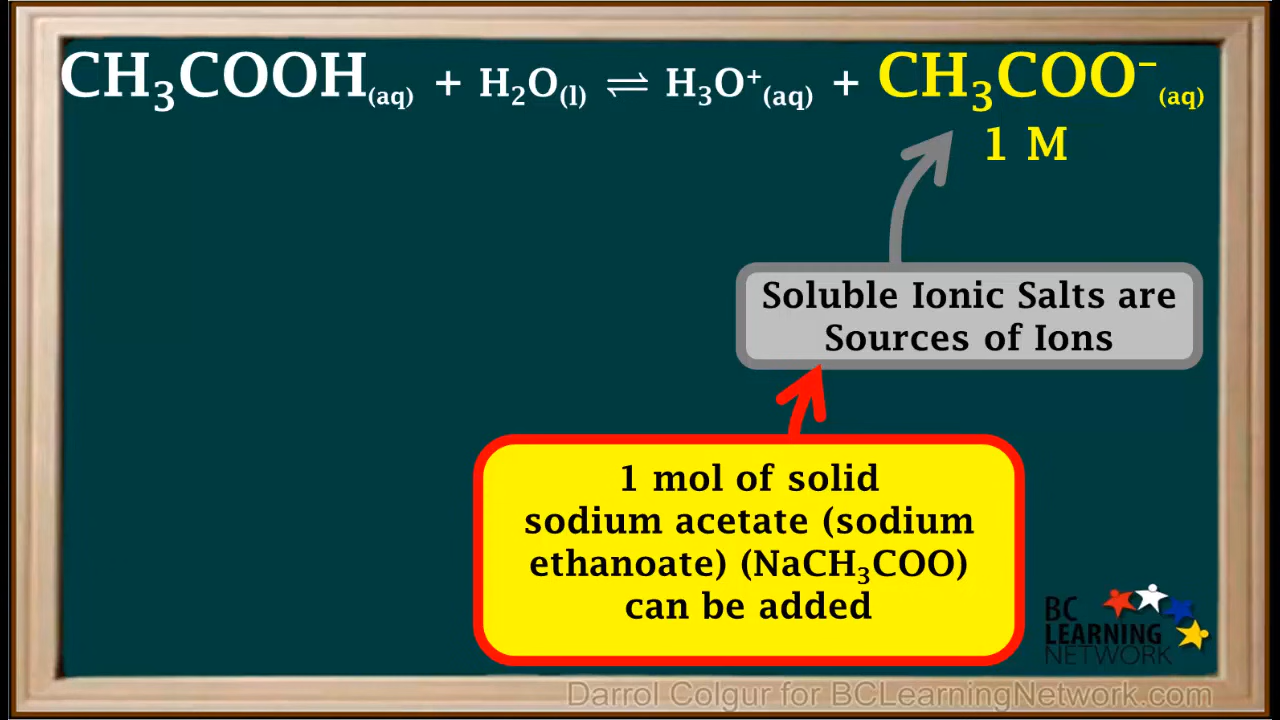 CH₃COOH(aq) + H₂O(l) ⇌ H₃O⁺(aq) + CH₃COO⁻(aq)
1 M
Soluble Ionic Salts are
Sources of Ions
1 mol of solid
sodium acetate (sodium
ethanoate) (NaCH₃COO)
can be added
BC
LEARNING
NETWORK
Darrol Colgur for BCLearningNetwork.com